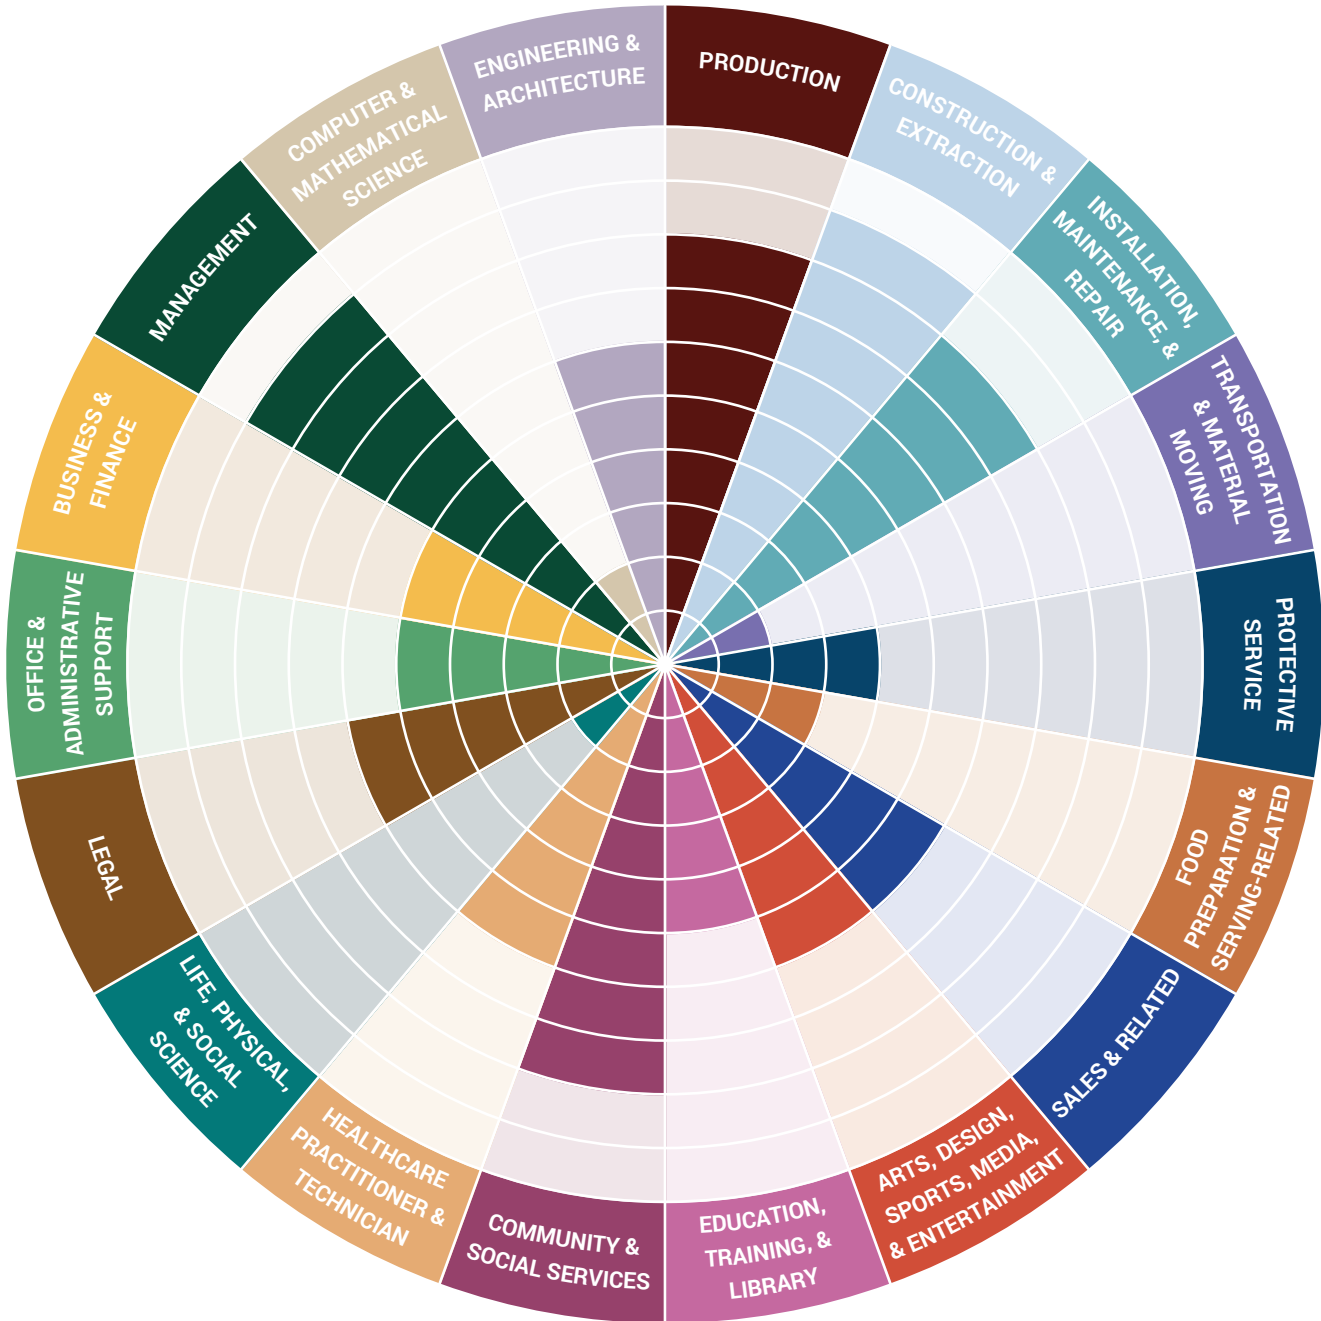 PRODUCTION
CONSTRUCTION &
EXTRACTION
INSTALLATION,
MAINTENANCE, &
REPAIR
TRANSPORTATION
& MATERIAL
MOVING
PROTECTIVE
SERVICE
FOOD
PREPARATION &
SERVING-RELATED
SALES & RELATED
ARTS, DESIGN,
SPORTS, MEDIA,
& ENTERTAINMENT
EDUCATION,
TRAINING, &
LIBRARY
COMMUNITY &
SOCIAL SERVICES
HEALTHCARE
PRACTITIONER &
TECHNICIAN
LIFE, PHYSICAL,
& SOCIAL
SCIENCE
LEGAL
OFFICE &
ADMINISTRATIVE
SUPPORT
BUSINESS &
FINANCE
MANAGEMENT
COMPUTER &
MATHEMATICAL
SCIENCE
ENGINEERING &
ARCHITECTURE